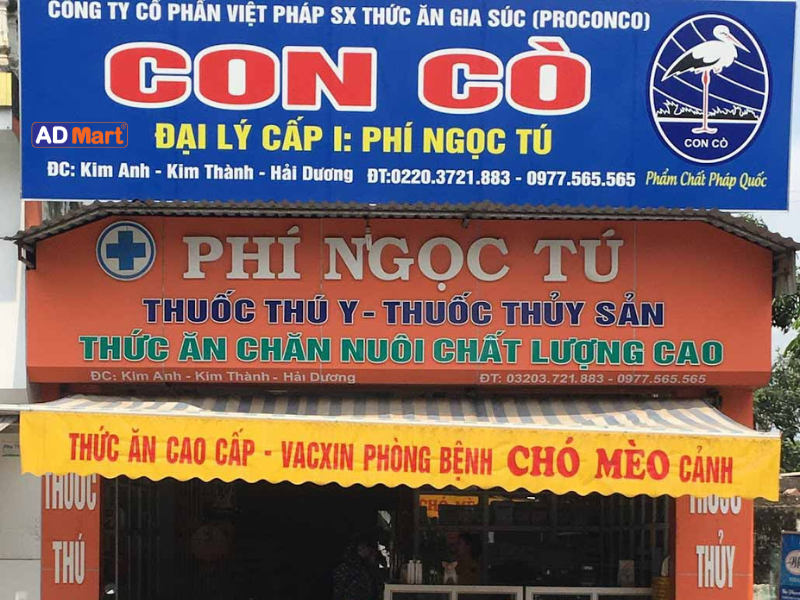 CÔNG TY CỔ PHẦN VIỆT PHÁP SX THỨC ĂN GIA SÚC (PROCONCO)
CON CÒ
AD Mart
ĐẠI LÝ CẤP I: PHÍ NGỌC TÚ
ĐC: Kim Anh - Kim Thành - Hải Dương ĐT:0220.3721.883 - 0977.565.565
CON CÒ
Phẩm Chất Pháp Quốc
PHÍ NGỌC TÚ
THUỐC THÚ Y - THUỐC THỦY SẢN
THỨC ĂN CHĂN NUÔI CHẤT LƯỢNG CAO
ĐC: Kim Anh - Kim Thành - Hải Dương ĐT: 03203.721.883 - 0977.565.565
THỨC ĂN CAO CẤP - VACXIN PHÒNG BỆNH CHÓ MÈO CẢNH
THUỐC
THÚ
CHÓ MÈO
THUỐC
THỦY